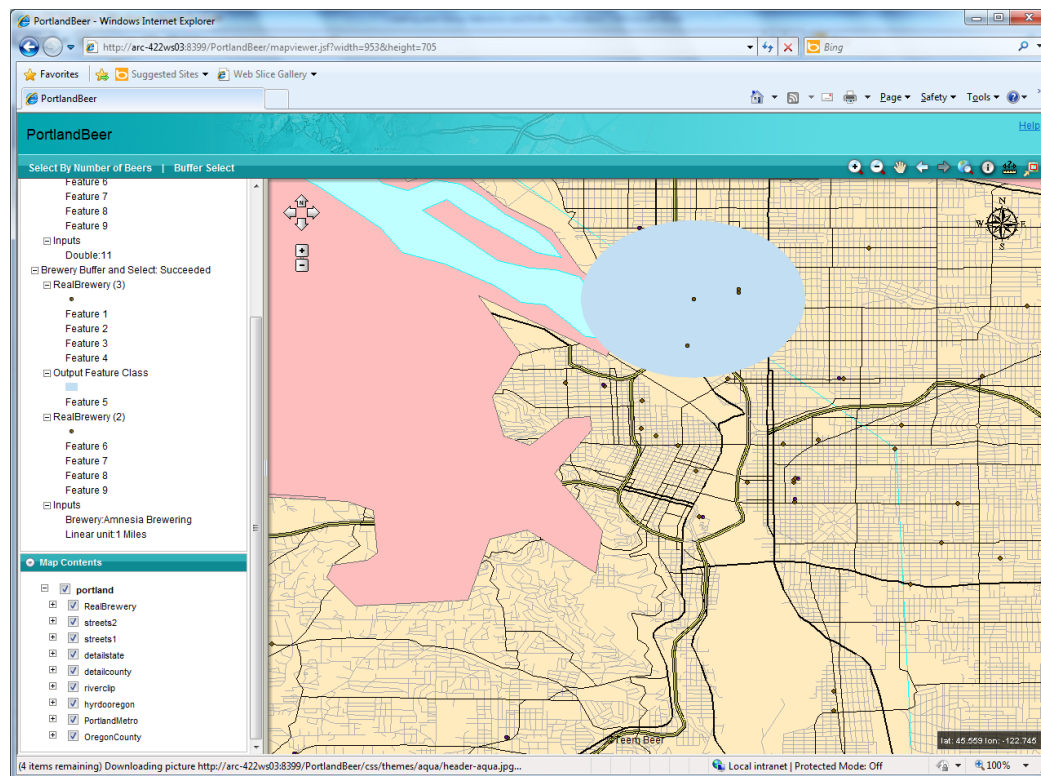 PortlandBeer - Windows Internet Explorer
http://arc-422ws03:8399/PortlandBeer/mapviewer.jsf?width=953&height=705
Bing
Favorites
Suggested Sites
Web Slice Gallery
PortlandBeer
Page
Safety
Tools
PortlandBeer
Help
Select By Number of Beers | Buffer Select
Feature 6
Feature 7
Feature 8
Feature 9
Inputs
Double:11
Brewery Buffer and Select: Succeeded
RealBrewery (3)
Feature 1
Feature 2
Feature 3
Feature 4
Output Feature Class
Feature 5
RealBrewery (2)
Feature 6
Feature 7
Feature 8
Feature 9
Inputs
Brewery:Amnesia Brewering
Linear unit:1 Miles
Map Contents
portland
RealBrewery
streets2
streets1
detailstate
detailcounty
riverclip
hyrdooregon
PortlandMetro
OregonCounty
N
W
E
S
N
Team Beer
lat: 45.559 lon: -122.745
(4 items remaining) Downloading picture http://arc-422ws03:8399/PortlandBeer/css/themes/aqua/header-aqua.jpg...
Local intranet | Protected Mode: Off
100%